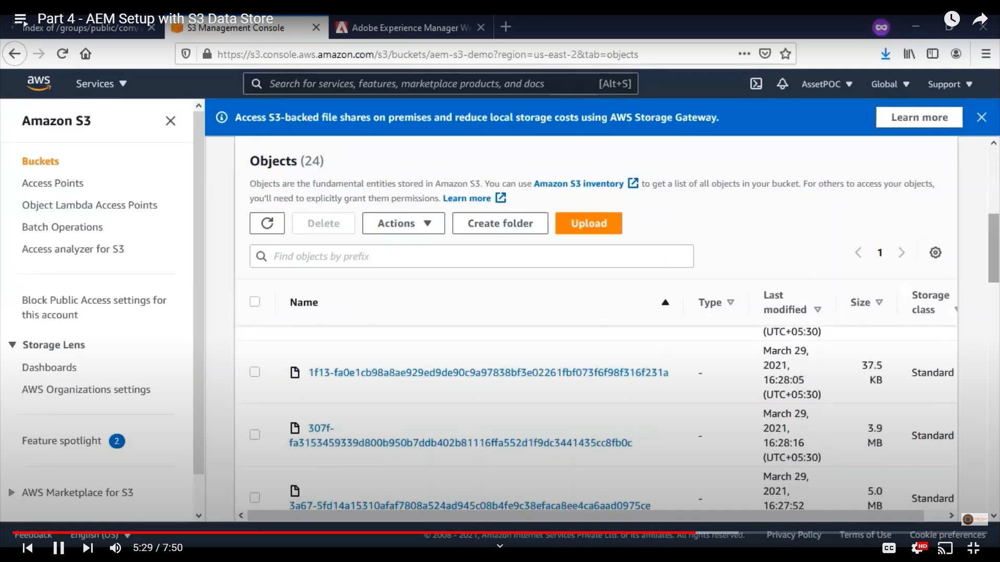 Part 4 - AEM Setup with S3 Data Store
Index of /groups/public/com/
S3 Management Console
Adobe Experience Manager W
https://s3.console.aws.amazon.com/s3/buckets/aem-s3-demo?region=us-east-2&tab=objects
aws
Services
Search for services, features, marketplace products, and docs
[Alt+S]
AssetPOC
Global
Support
Amazon S3
Access S3-backed file shares on premises and reduce local storage costs using AWS Storage Gateway.
Learn more
Buckets
Access Points
Object Lambda Access Points
Batch Operations
Access analyzer for S3
Block Public Access settings for
this account
Storage Lens
Dashboards
AWS Organizations settings
Feature spotlight 2
AWS Marketplace for S3
Objects (24)
Objects are the fundamental entities stored in Amazon S3. You can use Amazon S3 inventory to get a list of all objects in your bucket. For others to access your objects,
you'll need to explicitly grant them permissions. Learn more
Delete
Actions
Create folder
Upload
Find objects by prefix
1
Name
Type
Last
modified
Size
Storage
class
(UTC+05:30)
1f13-fa0e1cb98a8ae929ed9de90c9a97838bf3e02261fbf073f6f98f316f231a
-
March 29,
2021,
16:28:05
(UTC+05:30)
37.5
KB
Standard
307f-
fa3153459339d800b950b7ddb402b81116ffa552d1f9dc3441435cc8fb0c
-
March 29,
2021,
16:28:16
(UTC+05:30)
3.9
MB
Standard
3a67-5fd14a15310afaf7808a524ad945c08b4fe9c38efaca8ee4ca6aad0975ce
-
March 29,
2021,
16:27:52
5.0
MB
Standard
Feedback
English (US)
© 2008 - 2021, Amazon Internet Services Private Ltd. or its affiliates. All rights reserved.
Privacy Policy
Terms of Use
Cookie preferences
5:29 / 7:50
CC
HD